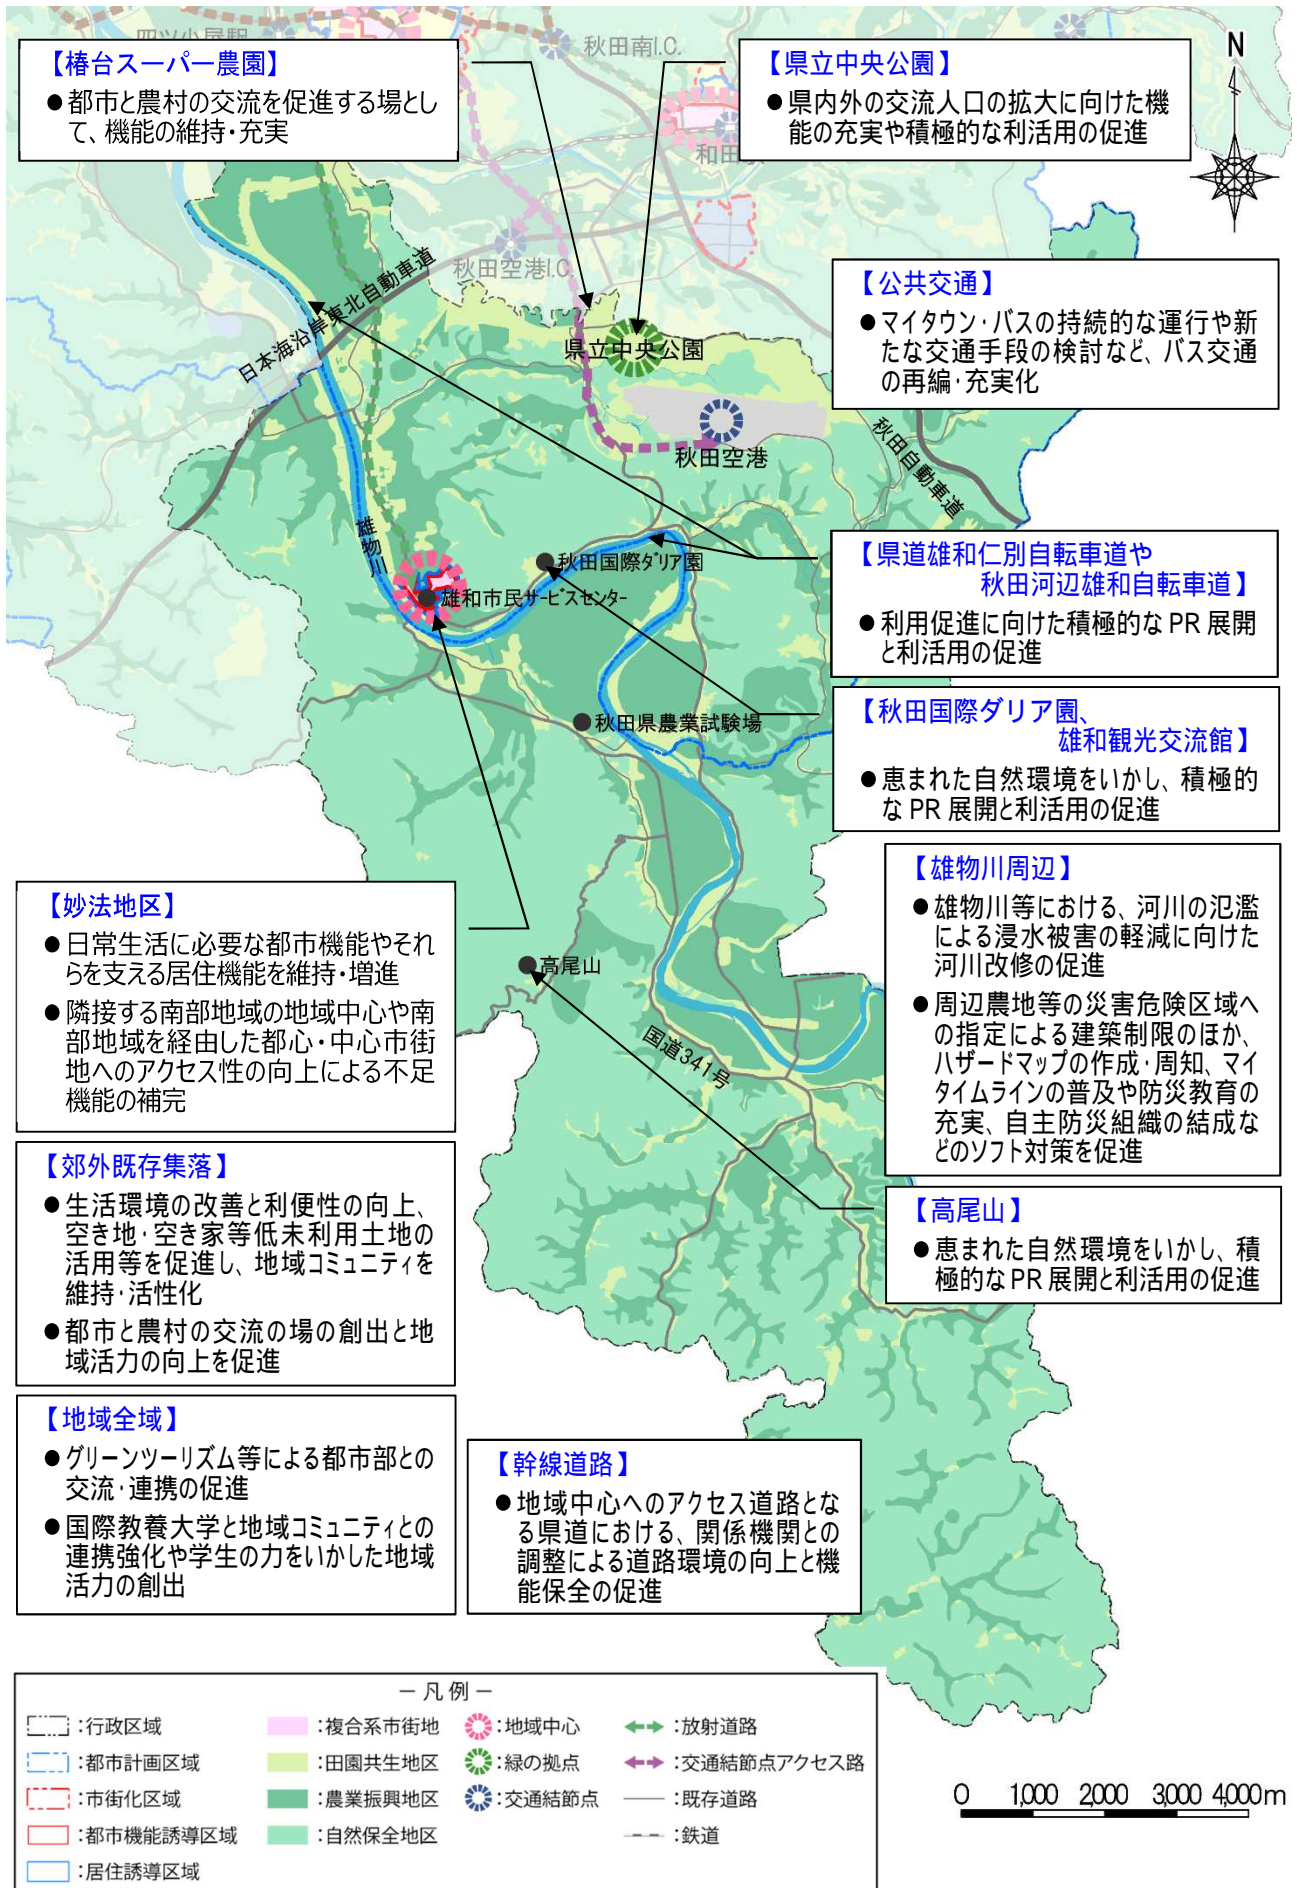 四ツ小屋駅
秋田南I.C.
【椿台スーパー農園】
●都市と農村の交流を促進する場とし
て、機能の維持・充実
【県立中央公園】
●県内外の交流人口の拡大に向けた機
能の充実や積極的な利活用の促進
N
和田
秋田空港I.C.
日本海沿岸東北自動車道
県立中央公園
【公共交通】
●マイタウン・バスの持続的な運行や新
たな交通手段の検討など、バス交通
の再編・充実化
秋田空港
秋田自動車道
雄物川
秋田国際ダリア園
雄和市民サービスセンター
【県道雄和仁別自転車道や
秋田河辺雄和自転車道】
●利用促進に向けた積極的な PR 展開
と利活用の促進
秋田県農業試験場
【秋田国際ダリア園、
雄和観光交流館】
●恵まれた自然環境をいかし、積極的
な PR 展開と利活用の促進
【雄物川周辺】
●雄物川等における、河川の氾濫
による浸水被害の軽減に向けた
河川改修の促進
●周辺農地等の災害危険区域へ
の指定による建築制限のほか、
ハザードマップの作成・周知、マイ
タイムラインの普及や防災教育の
充実、自主防災組織の結成な
どのソフト対策を促進
【妙法地区】
●日常生活に必要な都市機能やそれ
らを支える居住機能を維持・増進
●隣接する南部地域の地域中心や南
部地域を経由した都心・中心市街
地へのアクセス性の向上による不足
機能の補完
高尾山
国道341号
【郊外既存集落】
●生活環境の改善と利便性の向上、
空き地・空き家等低未利用土地の
活用等を促進し、地域コミュニティを
維持・活性化
●都市と農村の交流の場の創出と地
域活力の向上を促進
【高尾山】
●恵まれた自然環境をいかし、積
極的な PR 展開と利活用の促進
【地域全域】
●グリーンツーリズム等による都市部との
交流・連携の促進
●国際教養大学と地域コミュニティとの
連携強化や学生の力をいかした地域
活力の創出
【幹線道路】
●地域中心へのアクセス道路とな
る県道における、関係機関との
調整による道路環境の向上と機
能保全の促進
－凡例－
:行政区域
:都市計画区域
:市街化区域
:都市機能誘導区域
:居住誘導区域
:複合系市街地
:田園共生地区
:農業振興地区
:自然保全地区
:地域中心
:緑の拠点
:交通結節点
:放射道路
:交通結節点アクセス路
:既存道路
:鉄道
0 1,000 2,000 3,000 4,000m